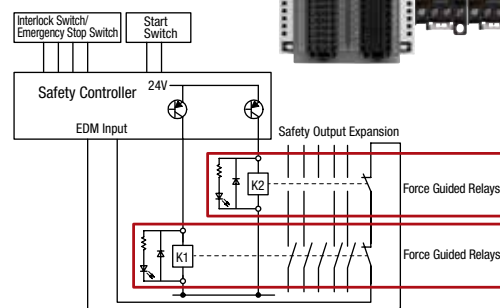 Interlock Switch/
Emergency Stop Switch
Start
Switch
Safety Controller
24V
EDM Input
Safety Output Expansion
K2
Force Guided Relays
K1
Force Guided Relays